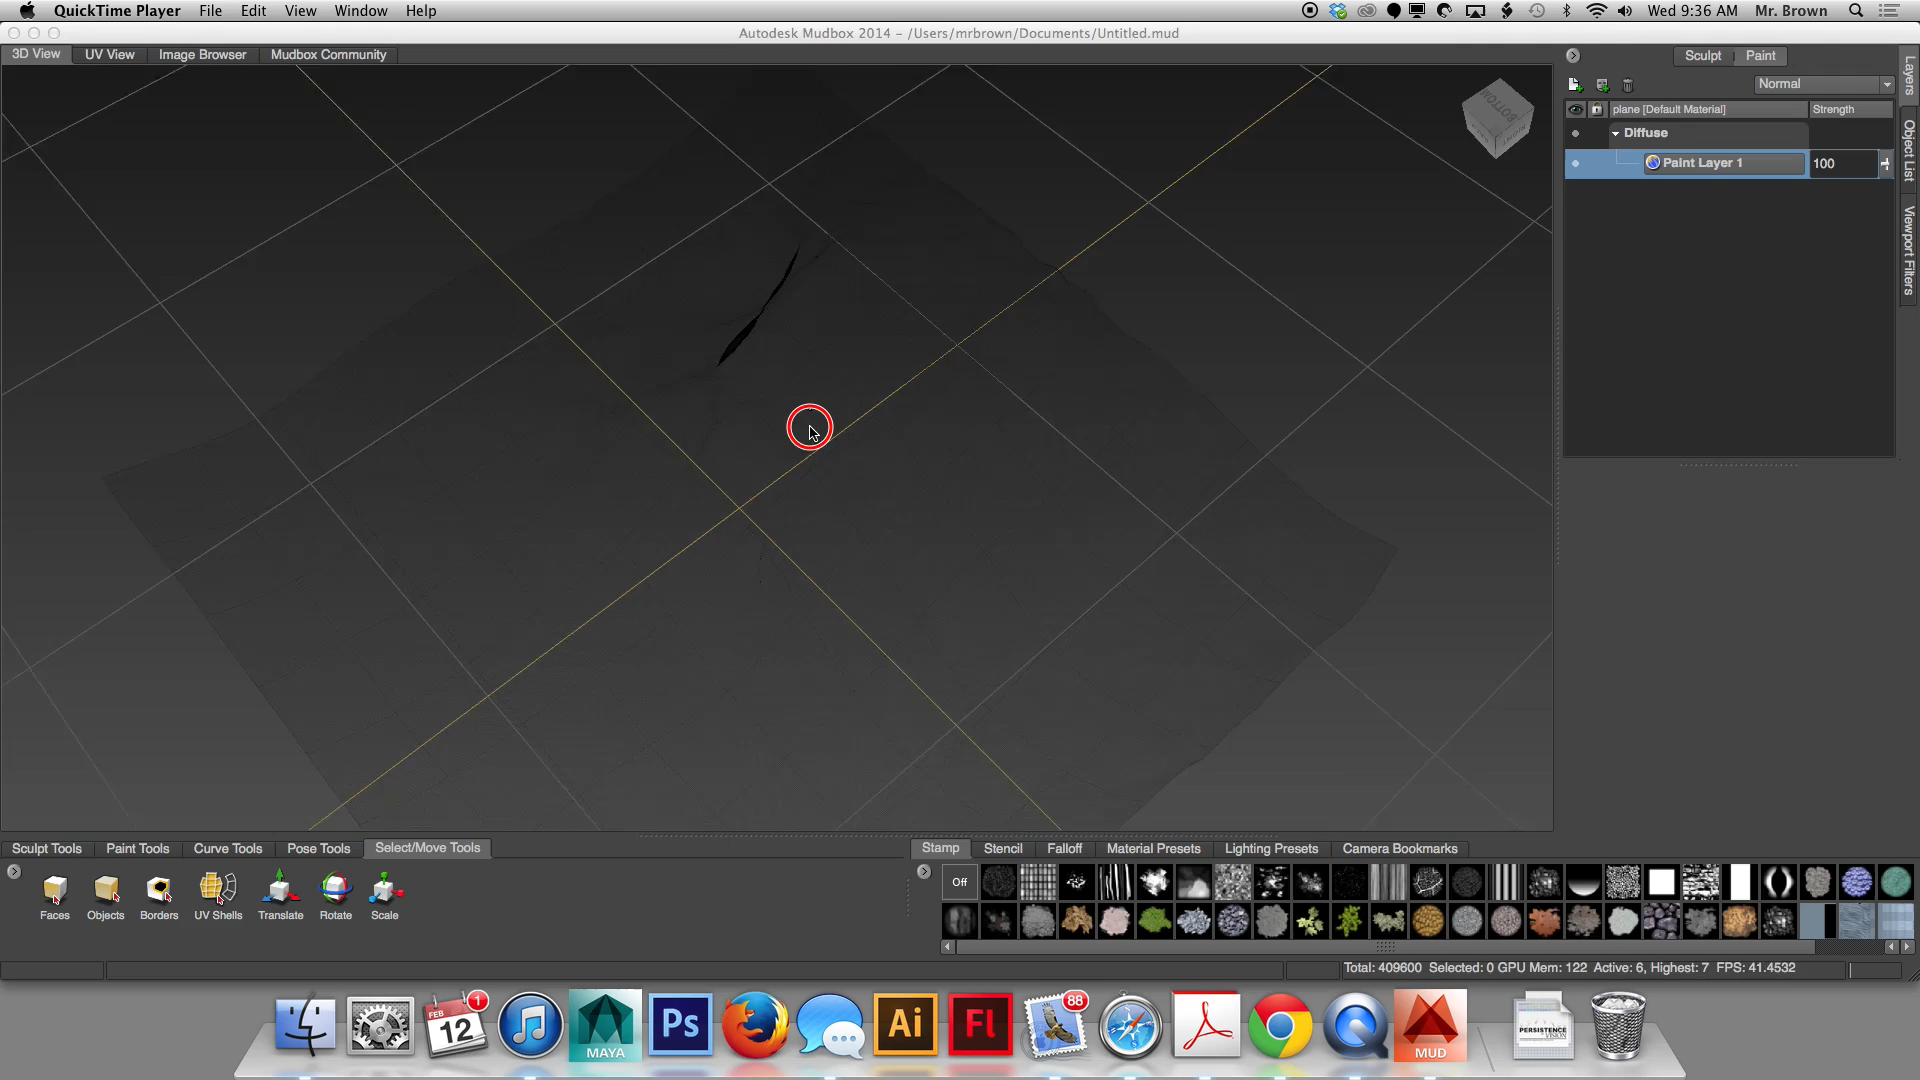 QuickTime Player File Edit View Window Help Wed 9:36 AM Mr. Brown
Autodesk Mudbox 2014 - /Users/mrbrown/Documents/Untitled.mud
3D View UV View Image Browser Mudbox Community
Sculpt Paint
Normal
plane [Default Material] Strength
Diffuse
Paint Layer 1 100
BOTTOM
Layers
Object List
Viewport Filters
Sculpt Tools Paint Tools Curve Tools Pose Tools Select/Move Tools
Stamp Stencil Falloff Material Presets Lighting Presets Camera Bookmarks
Off
Faces Objects Borders UV Shells Translate Rotate Scale
Total: 409600 Selected: 0 GPU Mem: 122 Active: 6, Highest: 7 FPS: 41.4532
FEB
12
1
MAYA
Ps
Ai
Fl
88
MUD
PERSISTENCE
VISION